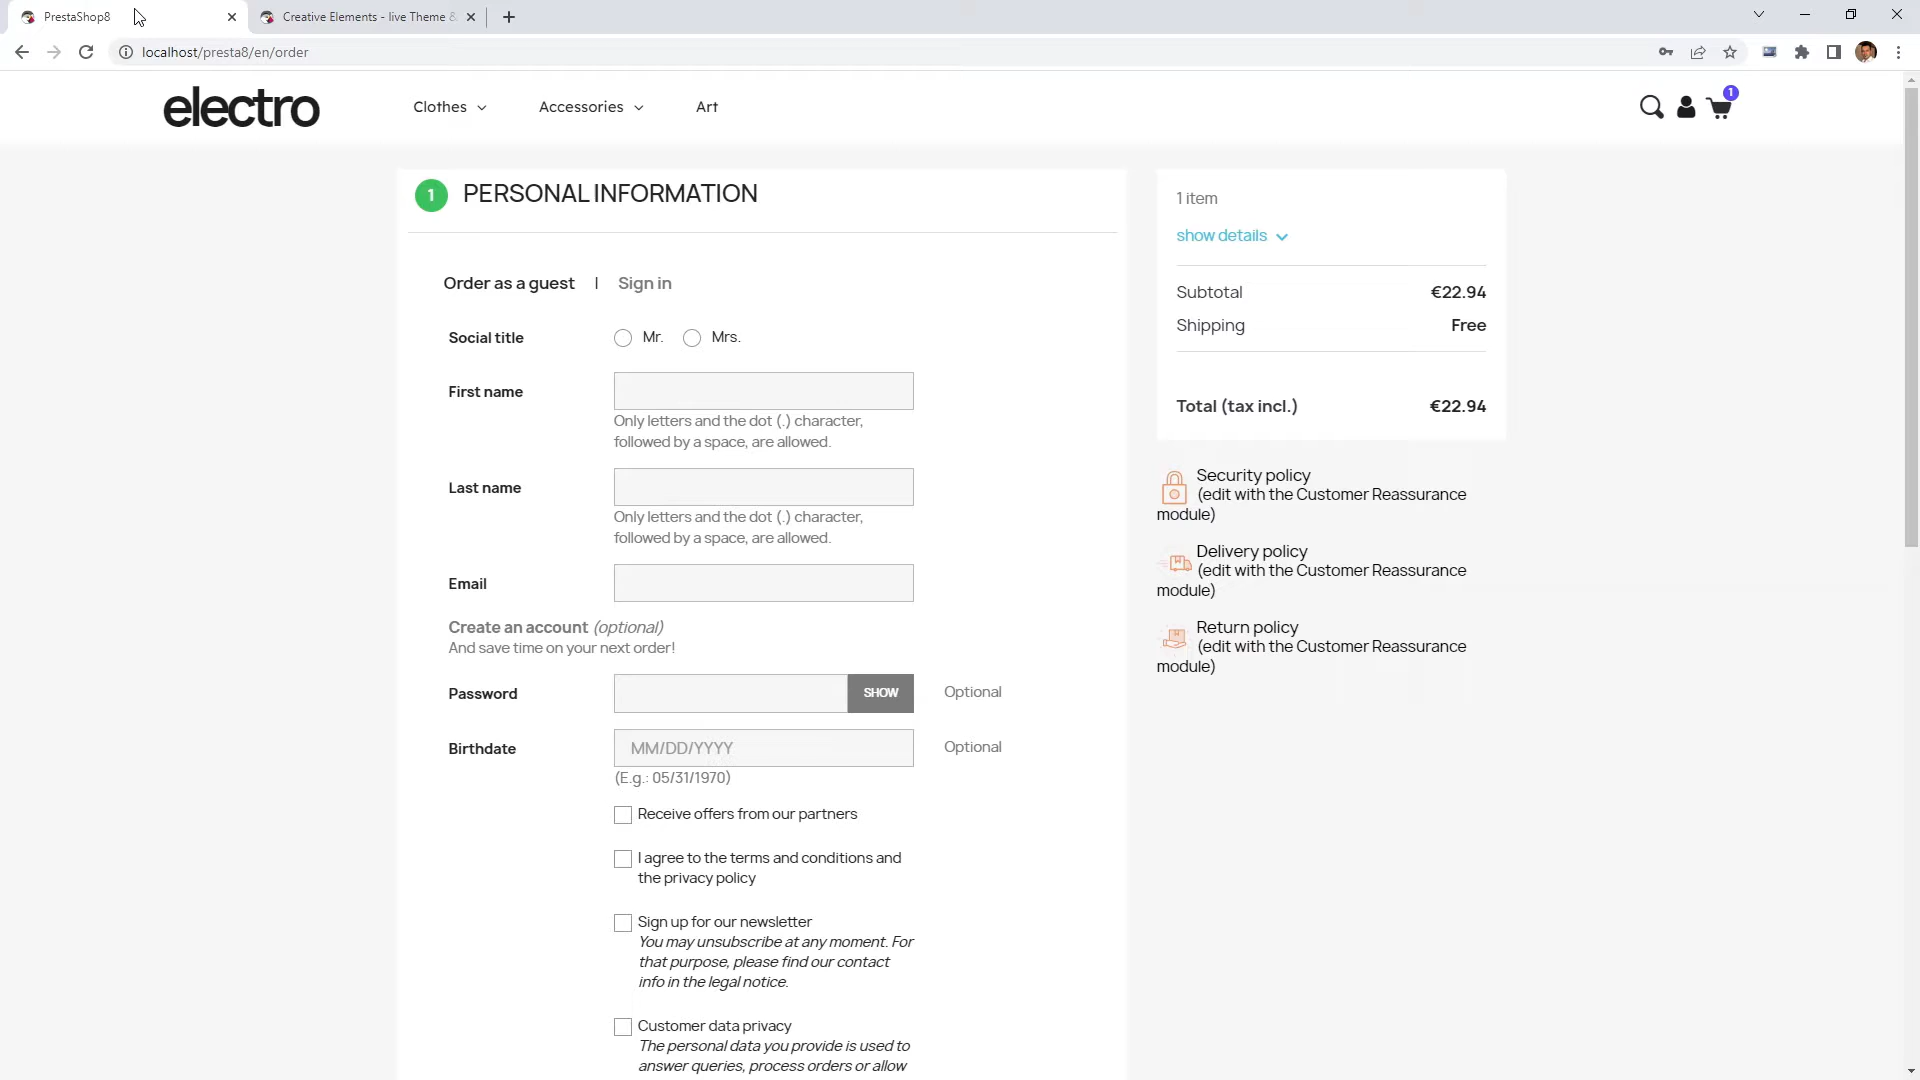 PrestaShop8
Creative Elements - live Theme &
localhost/presta8/en/order
electro
Clothes
Accessories
Art
1
1
PERSONAL INFORMATION
Order as a guest | Sign in
Social title
Mr.
Mrs.
First name
Only letters and the dot (.) character,
followed by a space, are allowed.
Last name
Only letters and the dot (.) character,
followed by a space, are allowed.
Email
Create an account (optional)
And save time on your next order!
Password
SHOW
Optional
Birthdate
MM/DD/YYYY
Optional
(E.g.: 05/31/1970)
Receive offers from our partners
I agree to the terms and conditions and
the privacy policy
Sign up for our newsletter
You may unsubscribe at any moment. For
that purpose, please find our contact
info in the legal notice.
Customer data privacy
The personal data you provide is used to
answer queries, process orders or allow
1 item
show details
Subtotal €22.94
Shipping Free
Total (tax incl.) €22.94
Security policy
(edit with the Customer Reassurance
module)
Delivery policy
(edit with the Customer Reassurance
module)
Return policy
(edit with the Customer Reassurance
module)